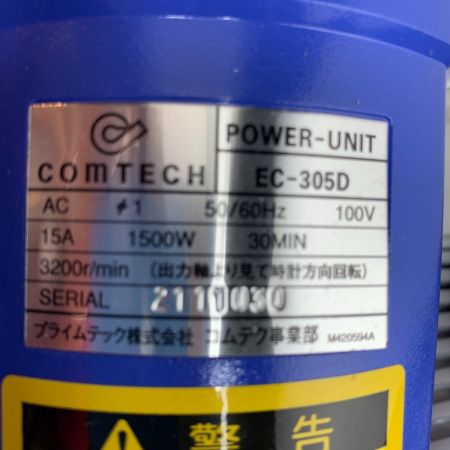 POWER-UNIT
COMTECH
EC-305D
AC φ1 50/60Hz 100V
15A 1500W 30MIN
3200r/min (出力軸より見て時計方向回転)
SERIAL 2111030
プライムテック株式会社 コムテク事業部 M420594A
警告